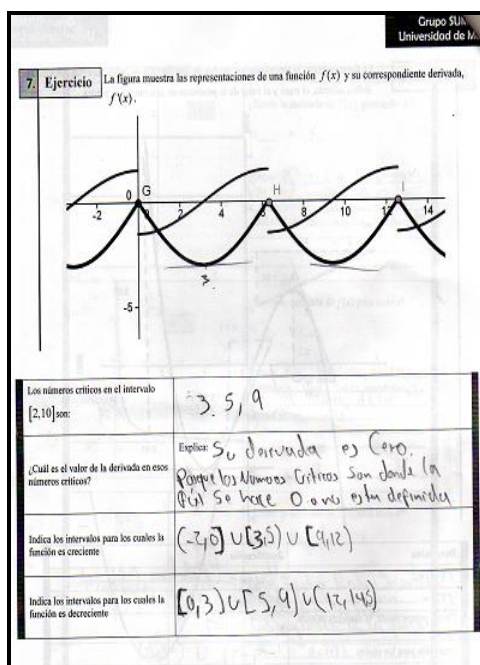 Grupo SUM
Universidad de M
7. Ejercicio La figura muestra las representaciones de una función f(x) y su correspondiente derivada,
f'(x).
0 G H I
-2 2 4 6 8 10 12 14
-5
3
Los números críticos en el intervalo
[2,10] son:
3. 5, 9
¿Cuál es el valor de la derivada en esos
números críticos?
Explica: Su derivada es Cero.
Porque los Numeros Criticos Son donde la
Se hace 0 o no esta definida
Indica los intervalos para los cuales la
función es creciente
(-2,0] ∪ [3,5) ∪ [9,12)
Indica los intervalos para los cuales la
función es decreciente
[0,3) ∪ [5,9) ∪ (12,14.5)